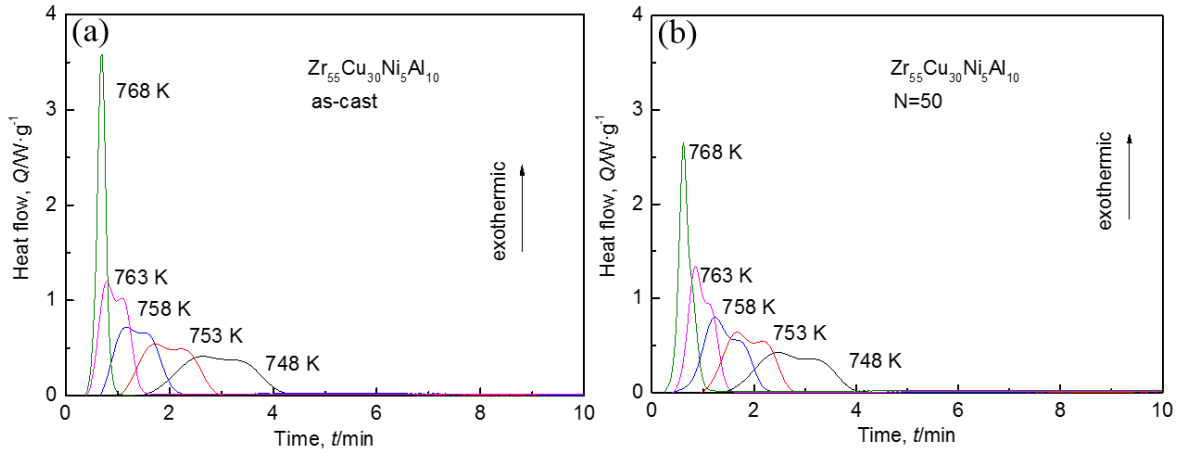 (a)
Zr₅₅Cu₃₀Ni₅Al₁₀
as-cast
768 K
763 K
758 K
753 K
748 K
exothermic
Heat flow, Q/W·g⁻¹
4
3
2
1
0
0 2 4 6 8 10
Time, t/min
(b)
Zr₅₅Cu₃₀Ni₅Al₁₀
N=50
768 K
763 K
758 K
753 K
748 K
exothermic
Heat flow, Q/W·g⁻¹
4
3
2
1
0
0 2 4 6 8 10
Time, t/min